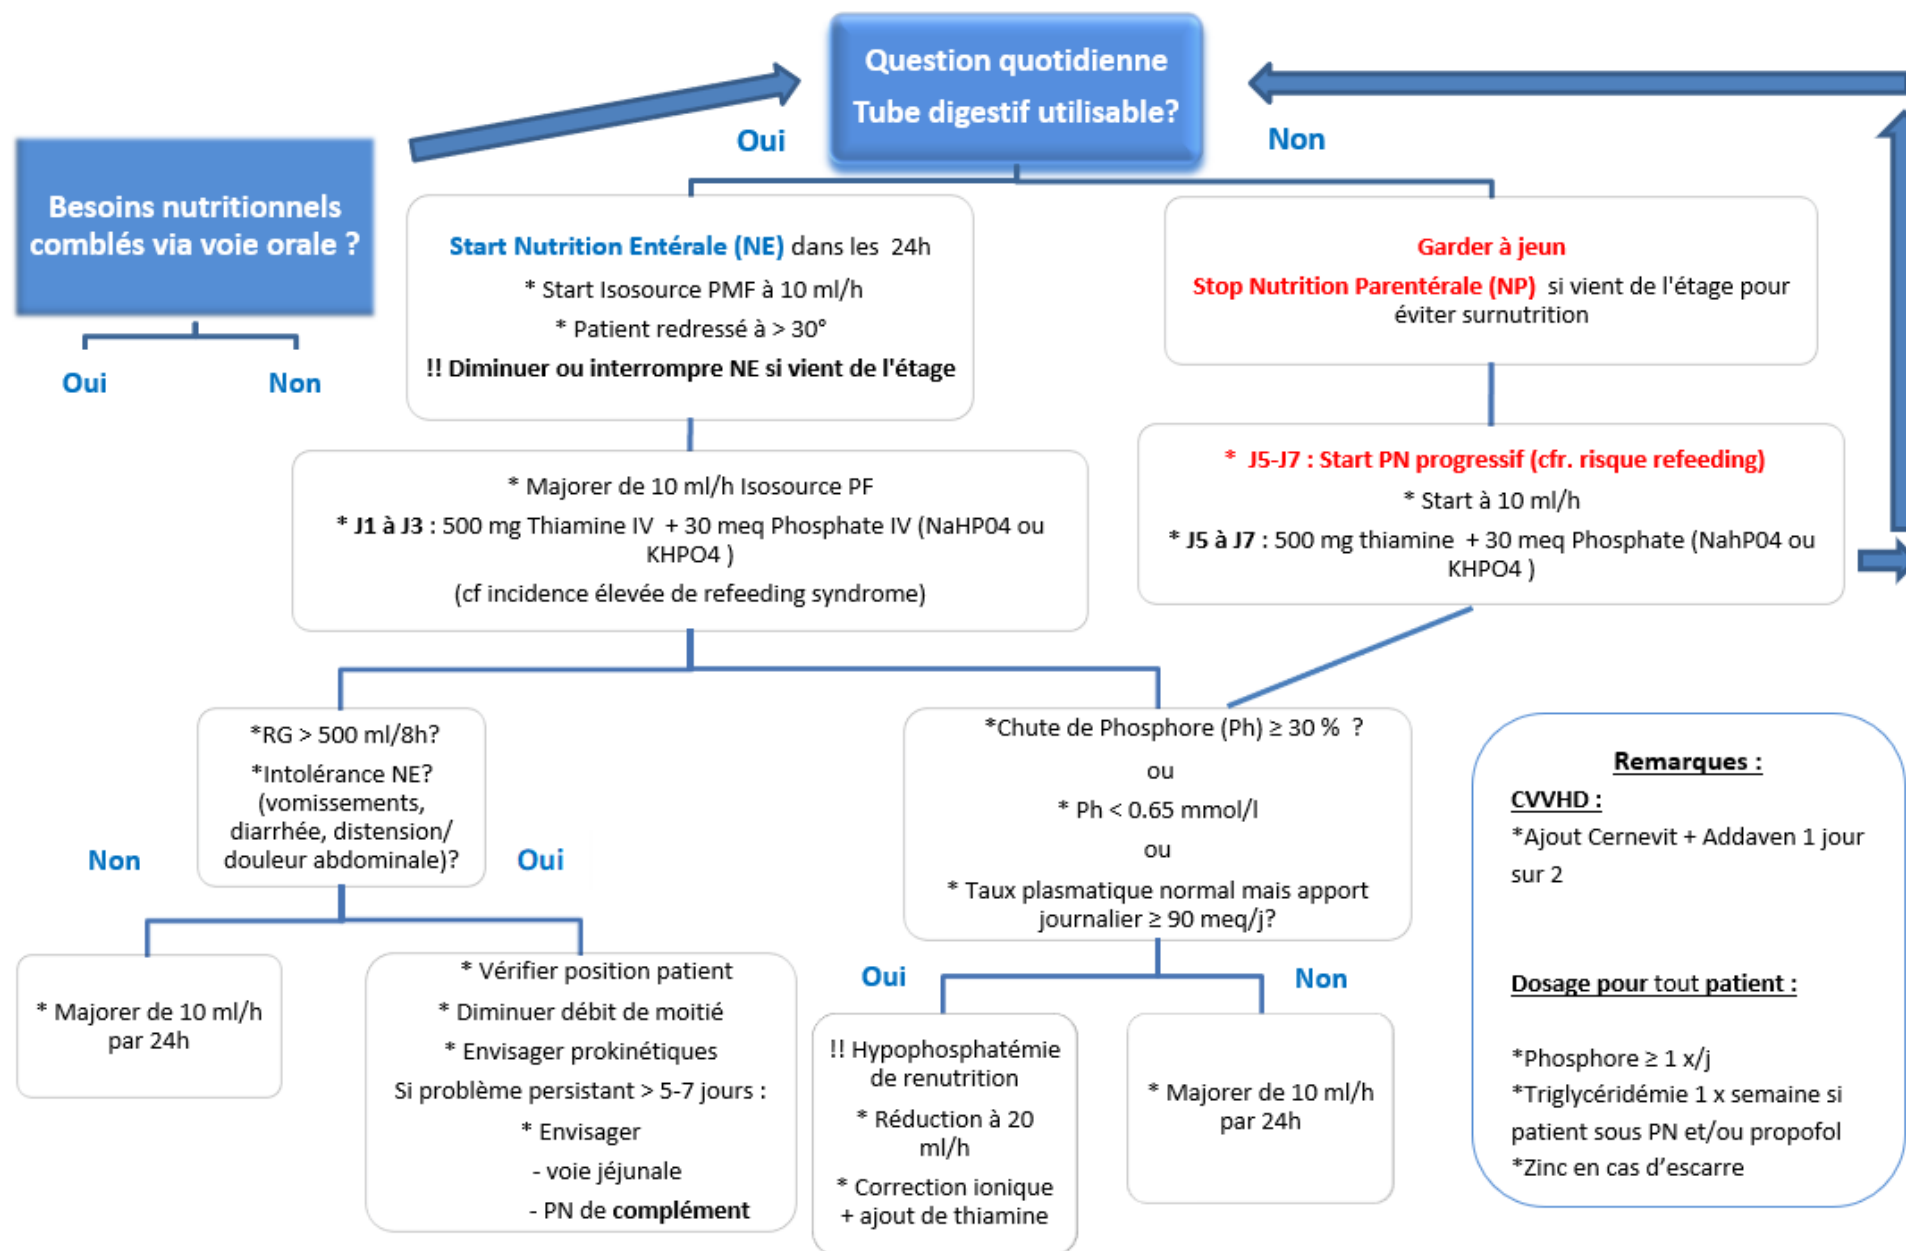 Question quotidienne
Tube digestif utilisable?
Oui
Non
Besoins nutritionnels
comblés via voie orale ?
Oui
Non
Start Nutrition Entérale (NE) dans les 24h
* Start Isosource PMF à 10 ml/h
* Patient redressé à > 30°
!! Diminuer ou interrompre NE si vient de l'étage
Garder à jeun
Stop Nutrition Parentérale (NP) si vient de l'étage pour
éviter surnutrition
* Majorer de 10 ml/h Isosource PF
* J1 à J3 : 500 mg Thiamine IV + 30 meq Phosphate IV (NaHP04 ou
KHPO4 )
(cf incidence élevée de refeeding syndrome)
* J5-J7 : Start PN progressif (cfr. risque refeeding)
* Start à 10 ml/h
* J5 à J7 : 500 mg thiamine + 30 meq Phosphate (NahP04 ou
KHPO4 )
*RG > 500 ml/8h?
*Intolérance NE?
(vomissements,
diarrhée, distension/
douleur abdominale)?
Non
Oui
* Majorer de 10 ml/h
par 24h
* Vérifier position patient
* Diminuer débit de moitié
* Envisager prokinétiques
Si problème persistant > 5-7 jours :
* Envisager
- voie jéjunale
- PN de complément
*Chute de Phosphore (Ph) ≥ 30 % ?
ou
* Ph < 0.65 mmol/l
ou
* Taux plasmatique normal mais apport
journalier ≥ 90 meq/j?
Oui
Non
!! Hypophosphatémie
de renutrition
* Réduction à 20
ml/h
* Correction ionique
+ ajout de thiamine
* Majorer de 10 ml/h
par 24h
Remarques :
CVVHD :
*Ajout Cernevit + Addaven 1 jour
sur 2
Dosage pour tout patient :
*Phosphore ≥ 1 x/j
*Triglycéridémie 1 x semaine si
patient sous PN et/ou propofol
*Zinc en cas d’escarre